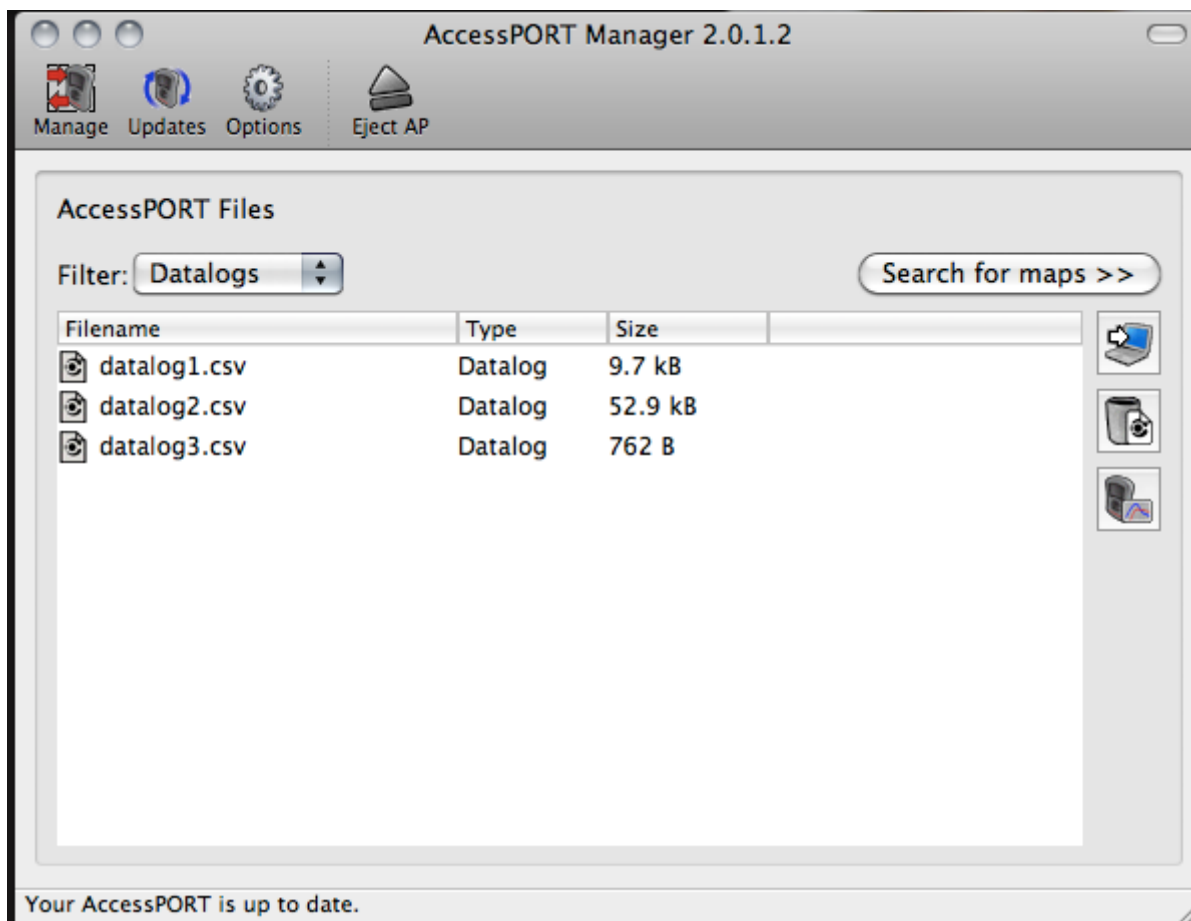 AccessPORT Manager 2.0.1.2
Manage Updates Options Eject AP
AccessPORT Files
Filter: Datalogs Search for maps >>
Filename Type Size
datalog1.csv Datalog 9.7 kB
datalog2.csv Datalog 52.9 kB
datalog3.csv Datalog 762 B
Your AccessPORT is up to date.